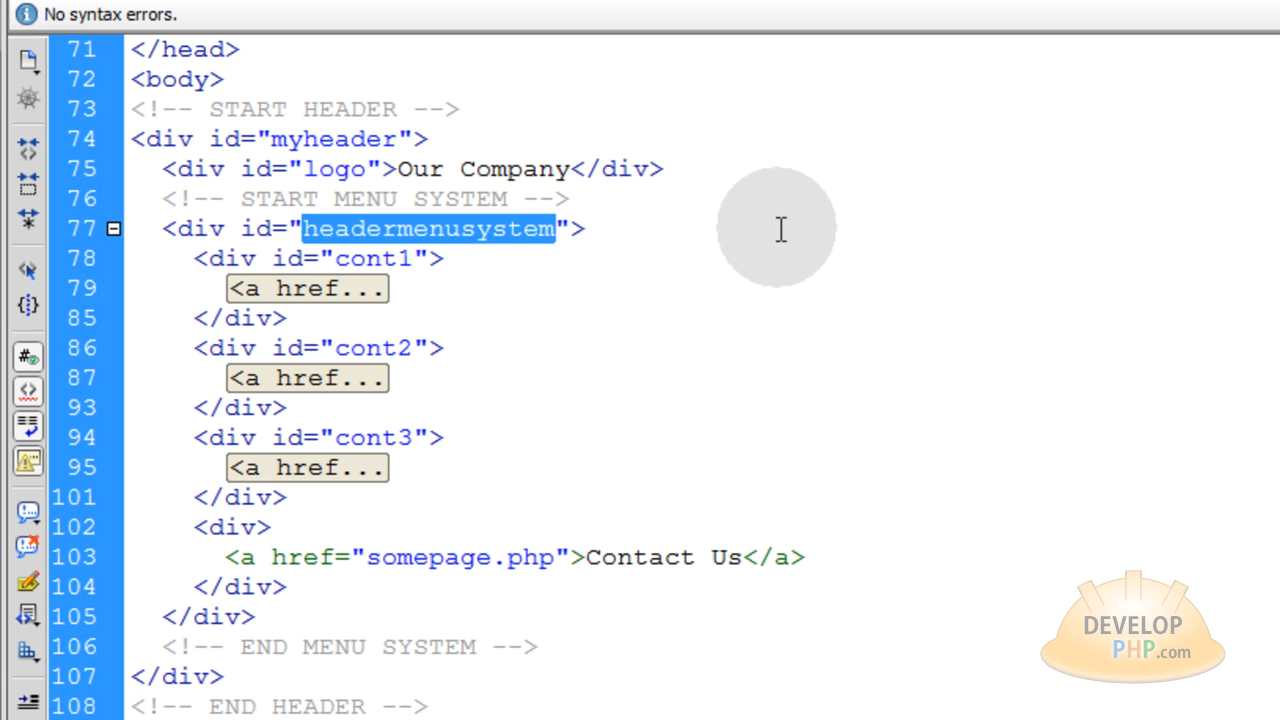 No syntax errors.
71 </head>
72 <body>
73 <!-- START HEADER -->
74 <div id="myheader">
75 <div id="logo">Our Company</div>
76 <!-- START MENU SYSTEM -->
77 <div id="headermenusystem">
78 <div id="cont1">
79 <a href...
85 </div>
86 <div id="cont2">
87 <a href...
93 </div>
94 <div id="cont3">
95 <a href...
101 </div>
102 <div>
103 <a href="somepage.php">Contact Us</a>
104 </div>
105 </div>
106 <!-- END MENU SYSTEM -->
107 </div>
108 <!-- END HEADER -->
DEVELOP
PHP.com